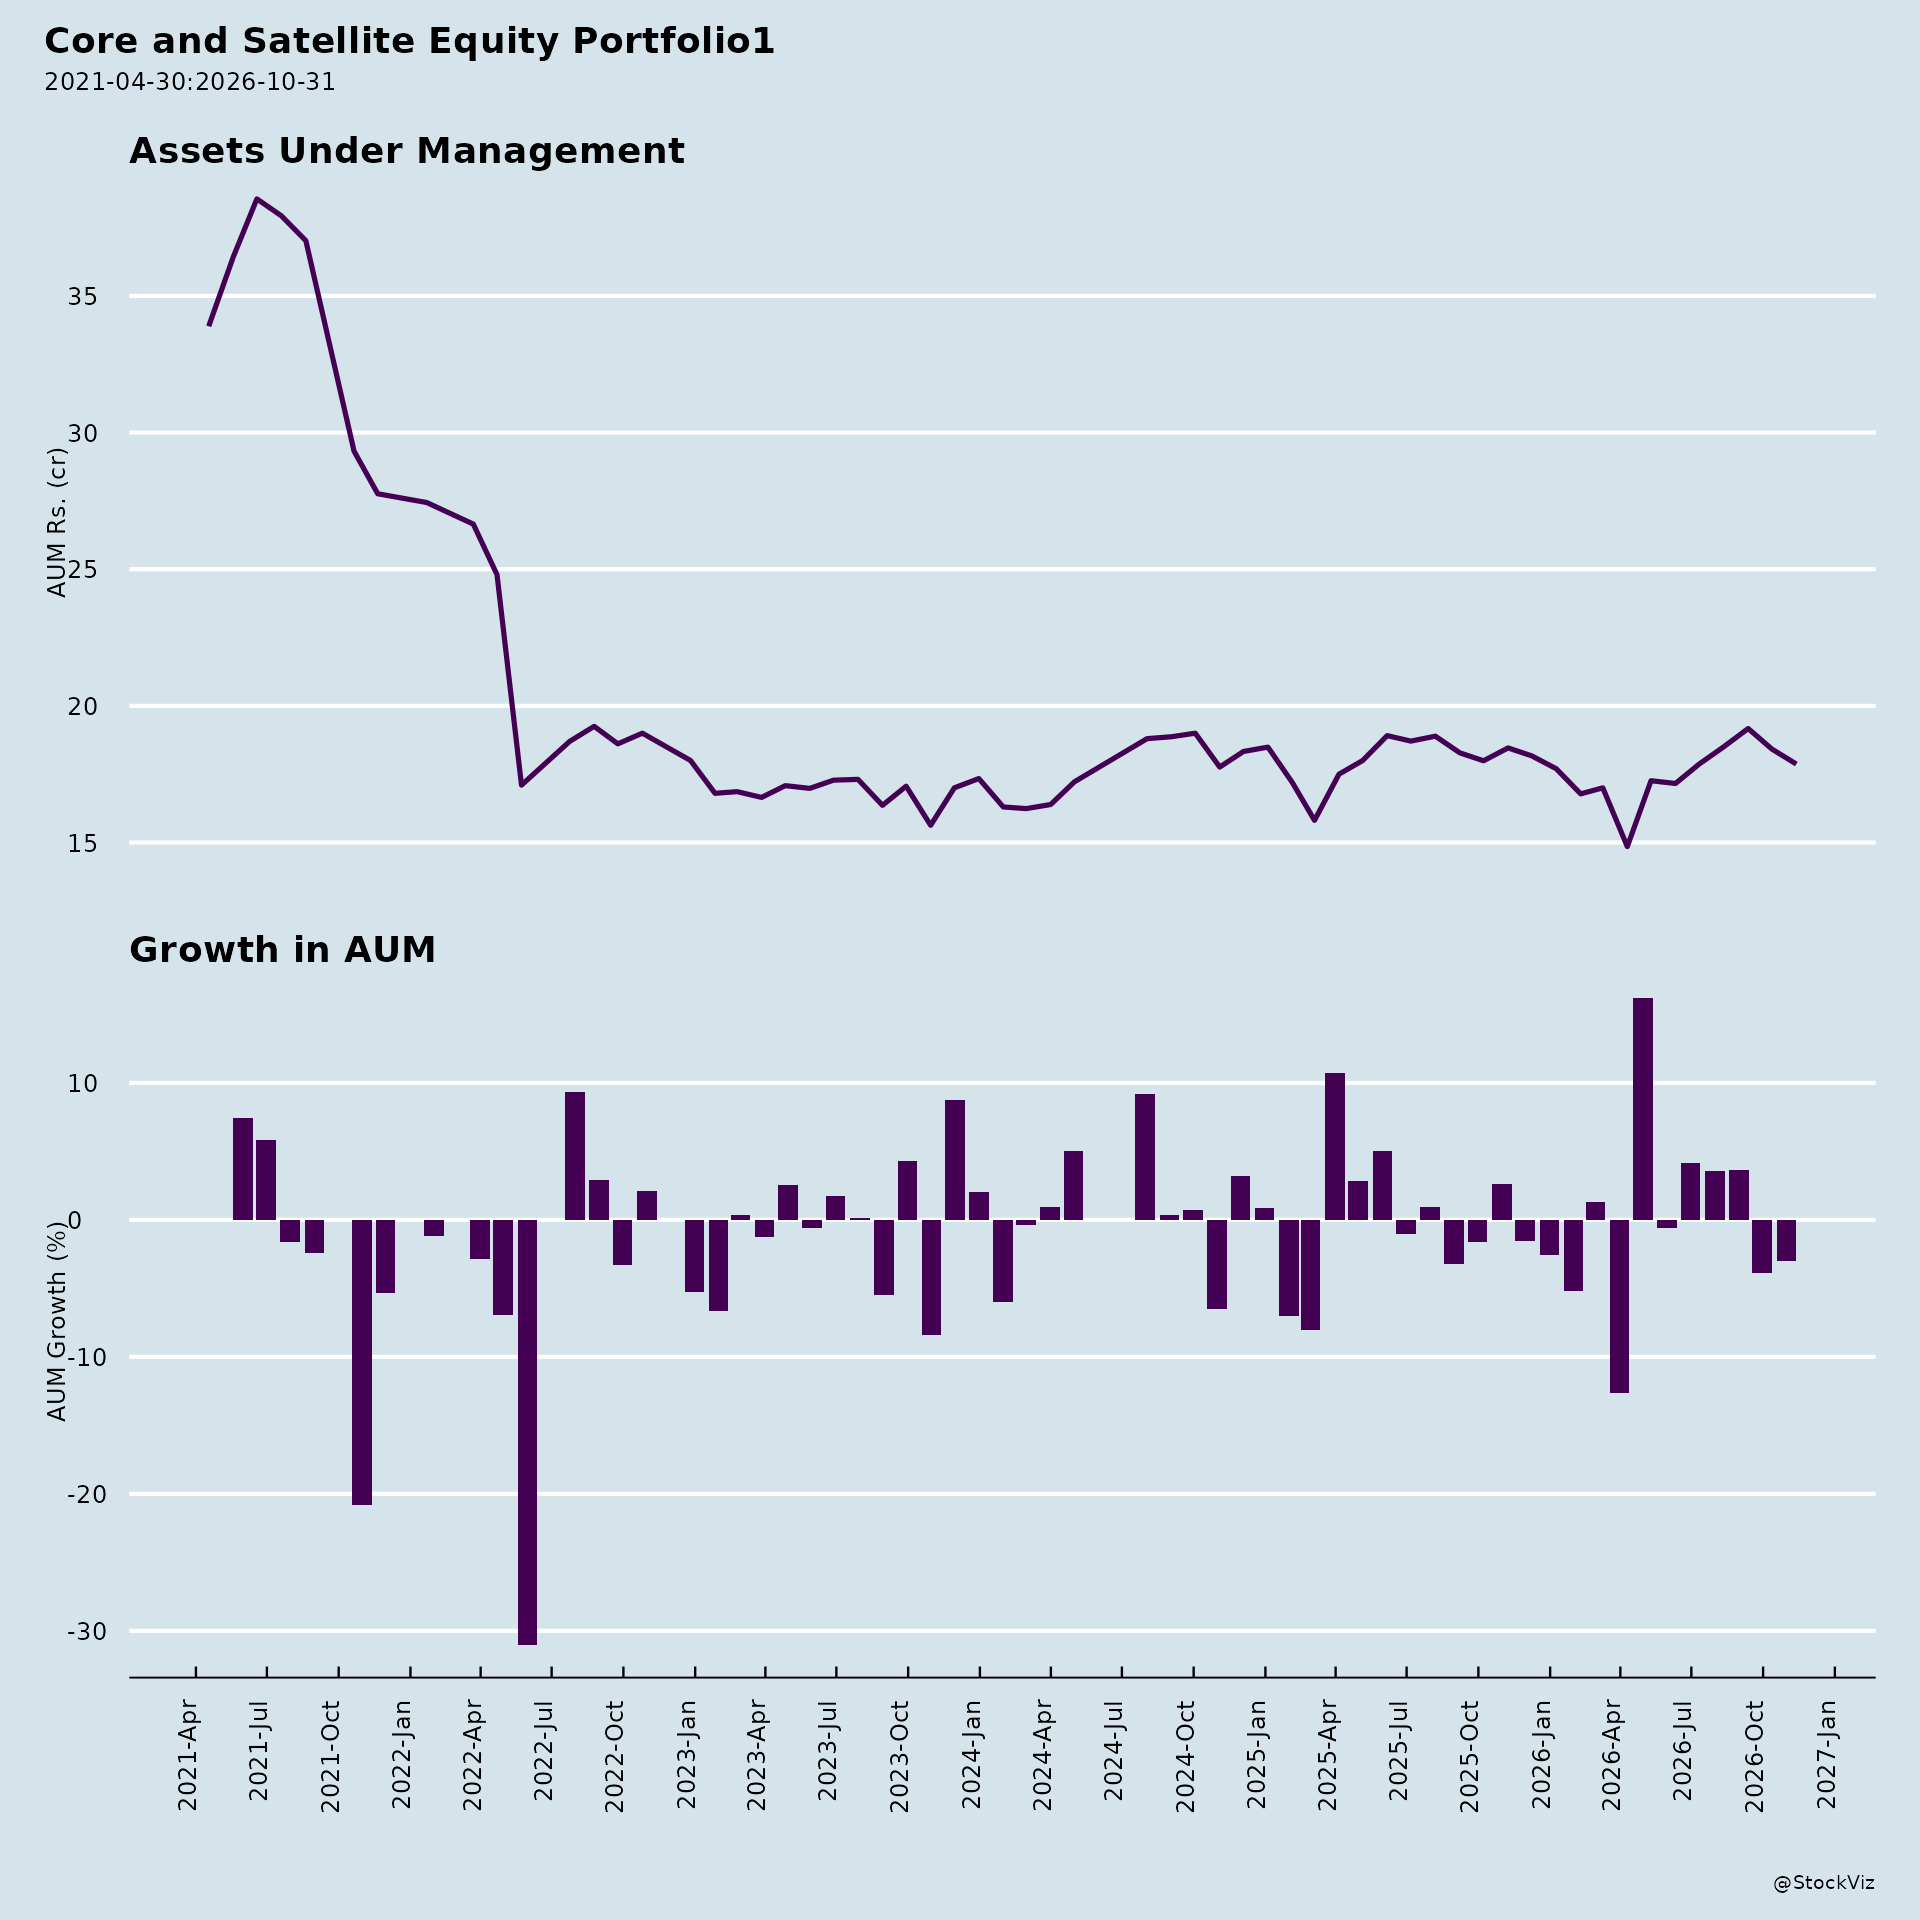 Core and Satellite Equity Portfolio1
2021-04-30:2026-10-31
Assets Under Management
AUM Rs. (cr)
35
30
25
20
15
Growth in AUM
AUM Growth (%)
10
0
-10
-20
-30
2021-Apr
2021-Jul
2021-Oct
2022-Jan
2022-Apr
2022-Jul
2022-Oct
2023-Jan
2023-Apr
2023-Jul
2023-Oct
2024-Jan
2024-Apr
2024-Jul
2024-Oct
2025-Jan
2025-Apr
2025-Jul
2025-Oct
2026-Jan
2026-Apr
2026-Jul
2026-Oct
2027-Jan
@StockViz